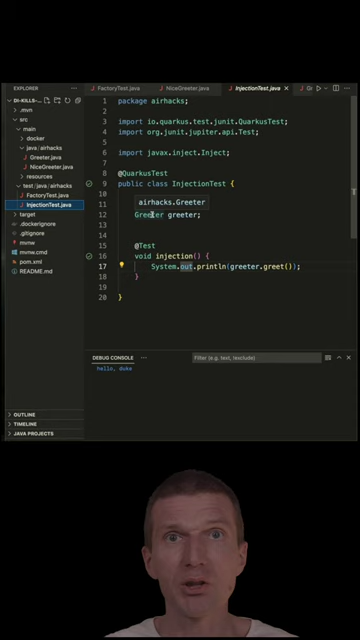 EXPLORER
FactoryTest.java
NiceGreeter.java
InjectionTest.java
DI-KILLS-...
.mvn
src
main
docker
java/airhacks
Greeter.java
NiceGreeter.java
resources
test/java/airhacks
FactoryTest.java
InjectionTest.java
target
.dockerignore
.gitignore
mvnw
mvnw.cmd
pom.xml
README.md
OUTLINE
TIMELINE
JAVA PROJECTS
1 package airhacks;
2
3 import io.quarkus.test.junit.QuarkusTest;
4 import org.junit.jupiter.api.Test;
5
6 import javax.inject.Inject;
7
8 @QuarkusTest
9 public class InjectionTest {
10
11 airhacks.Greeter
12 Greeter greeter;
13
15 @Test
16 void injection() {
17 System.out.println(greeter.greet());
18 }
19
20 }
DEBUG CONSOLE
Filter (e.g. text, !exclude)
hello, duke